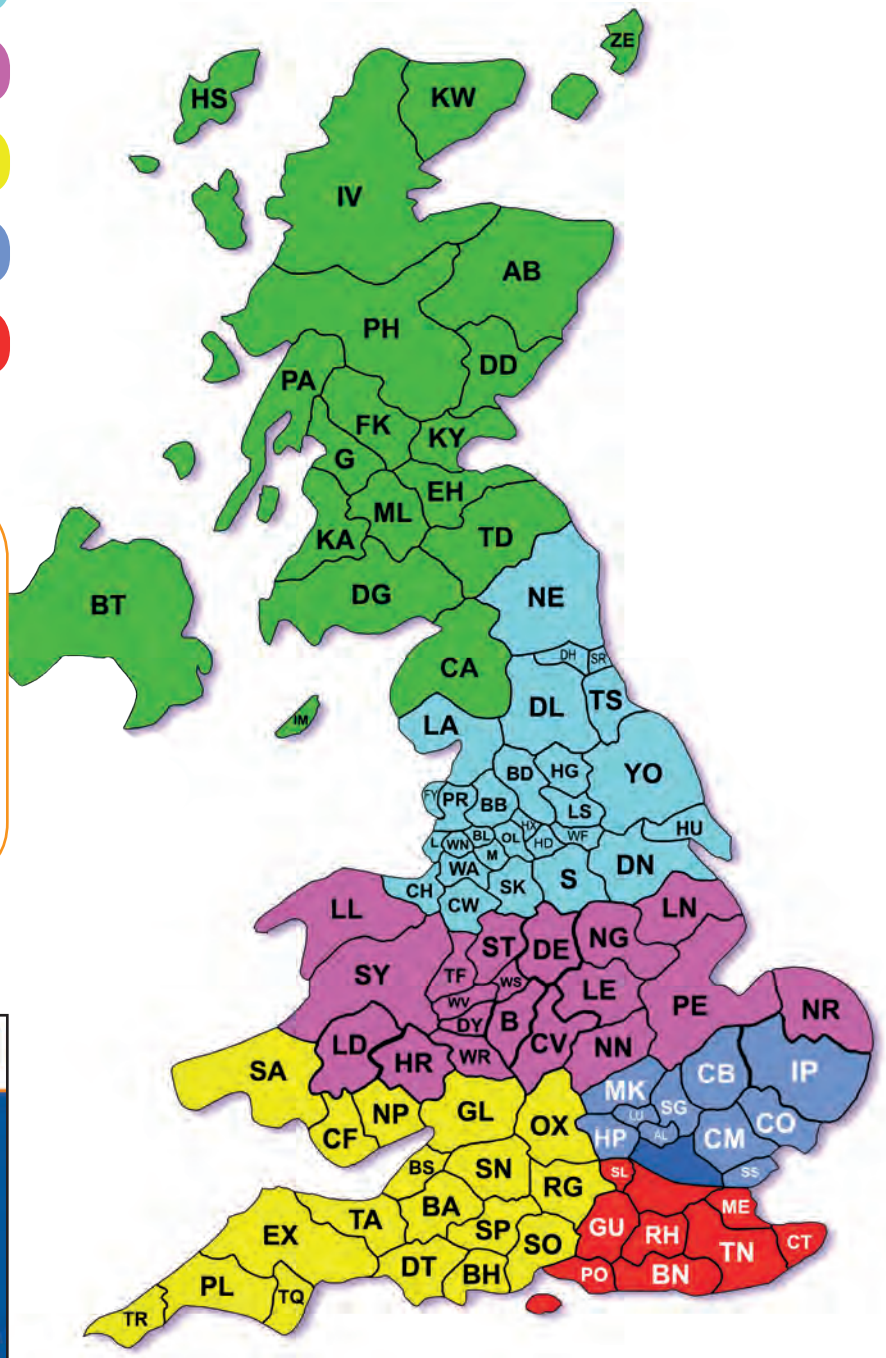 ZE
HS
KW
IV
AB
PH
DD
PA
FK
KY
G
EH
ML
TD
KA
DG
BT
NE
DH
SR
CA
IM
LA
DL
TS
BD
HG
YO
FY
PR
BB
LS
HX
HU
L
WN
BL
OL
HD
WF
M
WA
S
DN
CH
SK
CW
LL
LN
ST
DE
NG
SY
TF
WS
LE
WV
PE
NR
DY
B
LD
HR
WR
CV
NN
SA
MK
CB
IP
NP
GL
OX
LU
SG
CO
CF
HP
AL
CM
BS
SN
SL
SS
RG
BA
ME
TA
SP
GU
RH
TN
CT
EX
SO
DT
BH
PO
BN
PL
TQ
TR